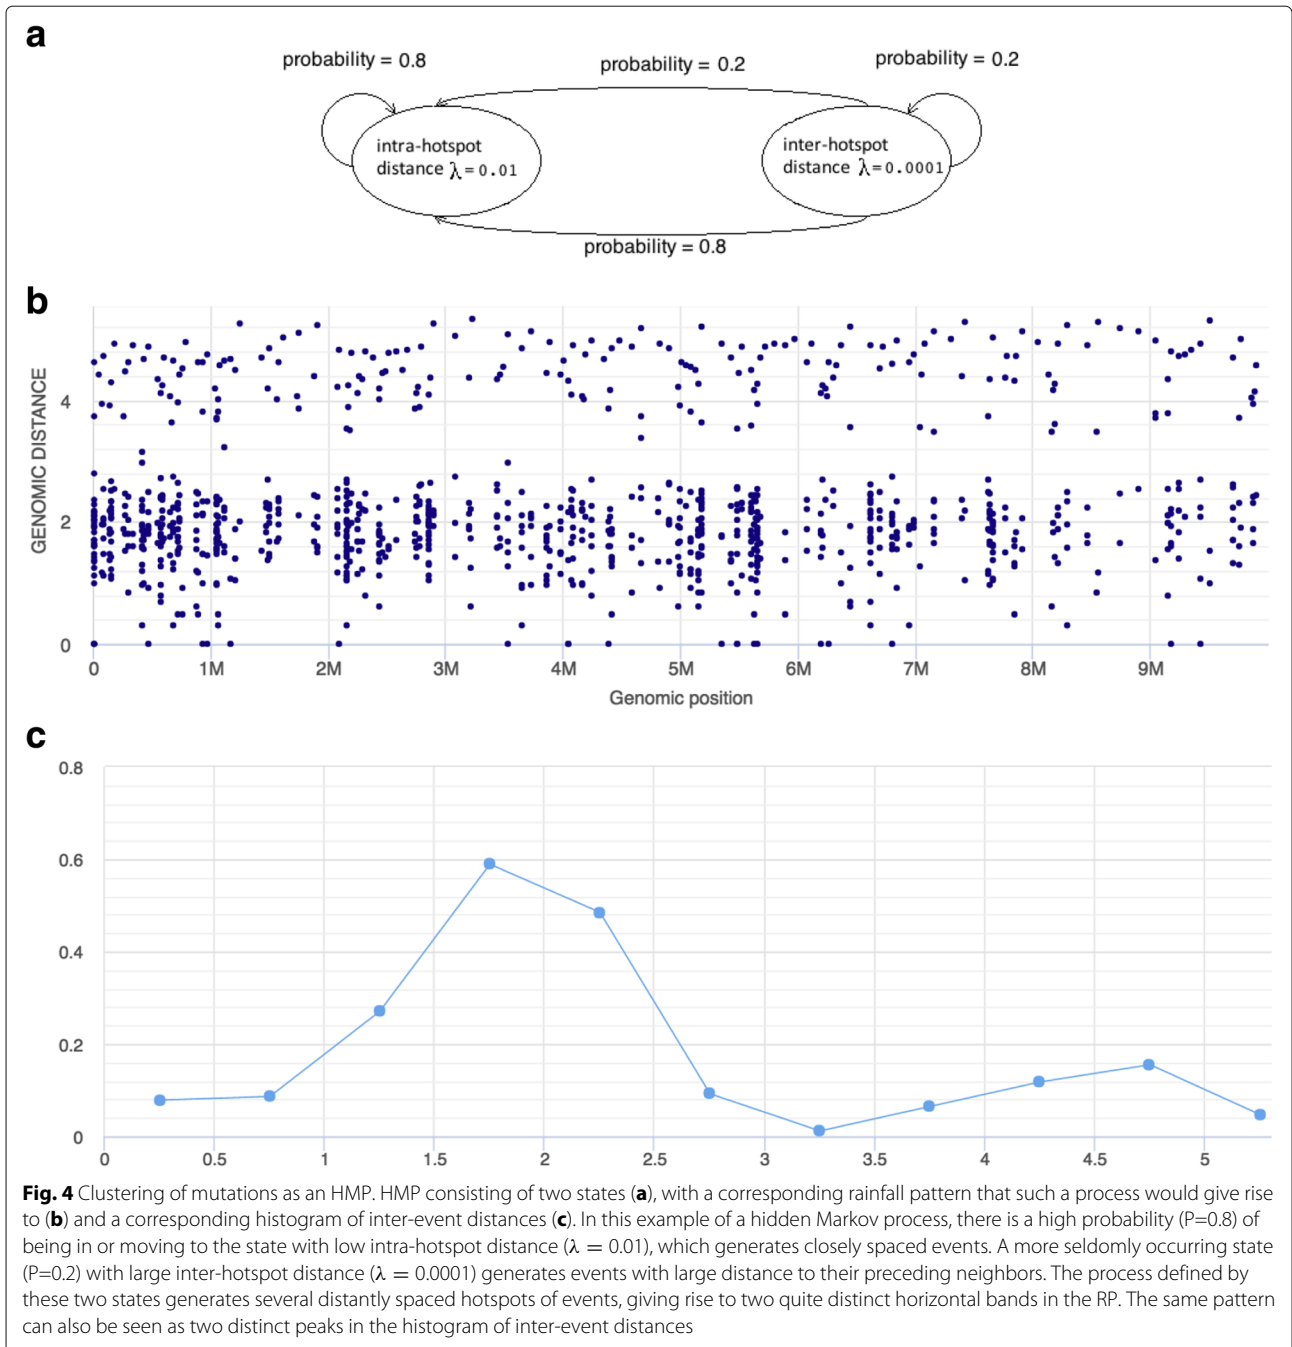 a
probability = 0.8
probability = 0.2
probability = 0.2
intra-hotspot
distance λ=0.01
inter-hotspot
distance λ=0.0001
probability = 0.8
b
GENOMIC DISTANCE
4
2
0
0 1M 2M 3M 4M 5M 6M 7M 8M 9M
Genomic position
c
0.8
0.6
0.4
0.2
0
0 0.5 1 1.5 2 2.5 3 3.5 4 4.5 5
Fig. 4 Clustering of mutations as an HMP. HMP consisting of two states (a), with a corresponding rainfall pattern that such a process would give rise
to (b) and a corresponding histogram of inter-event distances (c). In this example of a hidden Markov process, there is a high probability (P=0.8) of
being in or moving to the state with low intra-hotspot distance (λ = 0.01), which generates closely spaced events. A more seldomly occurring state
(P=0.2) with large inter-hotspot distance (λ = 0.0001) generates events with large distance to their preceding neighbors. The process defined by
these two states generates several distantly spaced hotspots of events, giving rise to two quite distinct horizontal bands in the RP. The same pattern
can also be seen as two distinct peaks in the histogram of inter-event distances